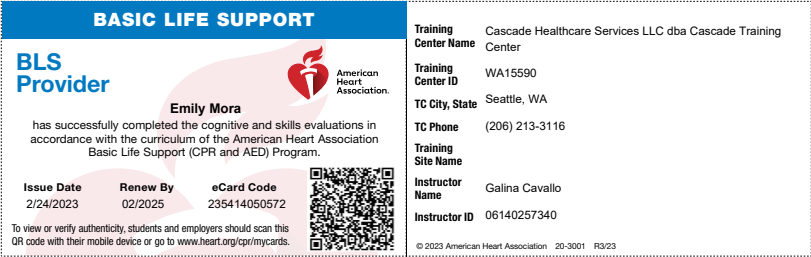 BASIC LIFE SUPPORT
BLS
Provider
American
Heart
Association.
Emily Mora
has successfully completed the cognitive and skills evaluations in
accordance with the curriculum of the American Heart Association
Basic Life Support (CPR and AED) Program.
Issue Date Renew By eCard Code
2/24/2023 02/2025 235414050572
To view or verify authenticity, students and employers should scan this
QR code with their mobile device or go to www.heart.org/cpr/mycards.
Training
Center Name
Cascade Healthcare Services LLC dba Cascade Training
Center
Training
Center ID
WA15590
TC City, State Seattle, WA
TC Phone (206) 213-3116
Training
Site Name
Instructor
Name
Galina Cavallo
Instructor ID 06140257340
© 2023 American Heart Association 20-3001 R3/23